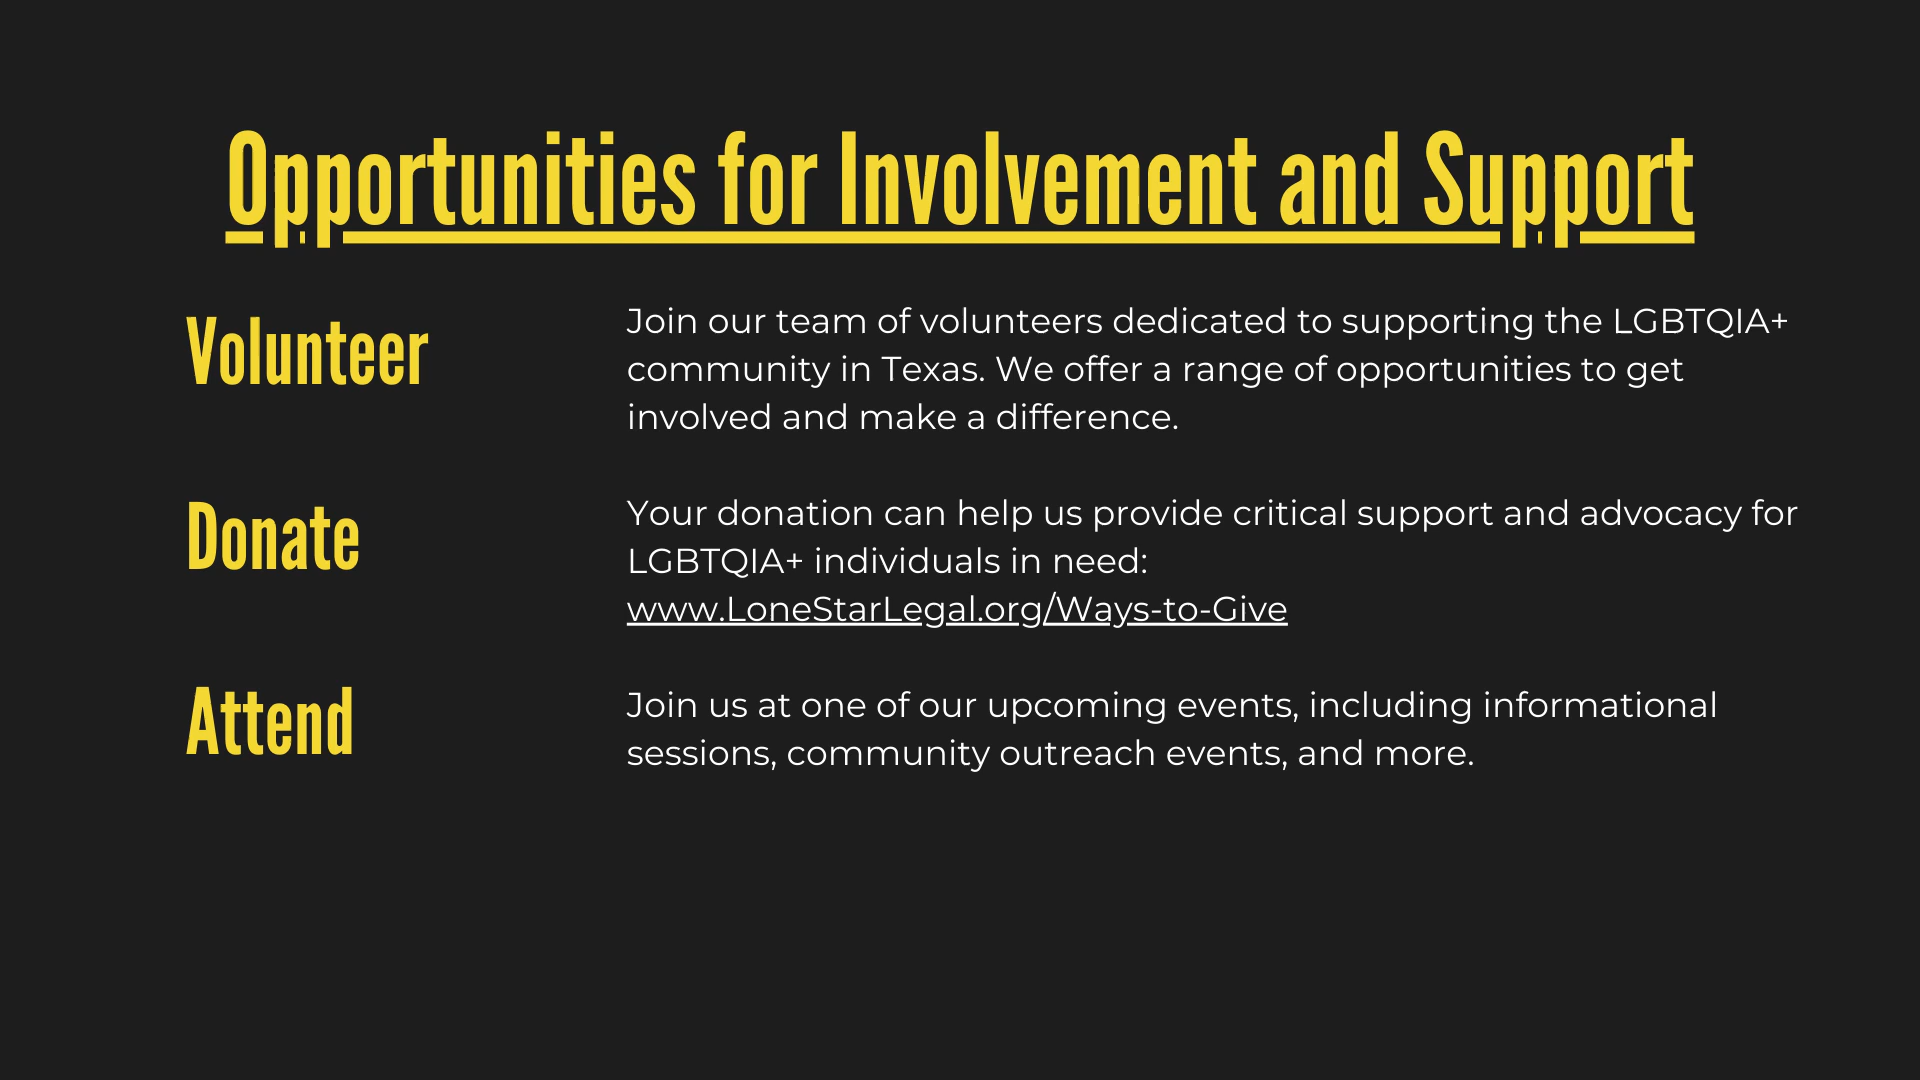 Opportunities for Involvement and Support
Volunteer
Join our team of volunteers dedicated to supporting the LGBTQIA+
community in Texas. We offer a range of opportunities to get
involved and make a difference.
Donate
Your donation can help us provide critical support and advocacy for
LGBTQIA+ individuals in need:
www.LoneStarLegal.org/Ways-to-Give
Attend
Join us at one of our upcoming events, including informational
sessions, community outreach events, and more.